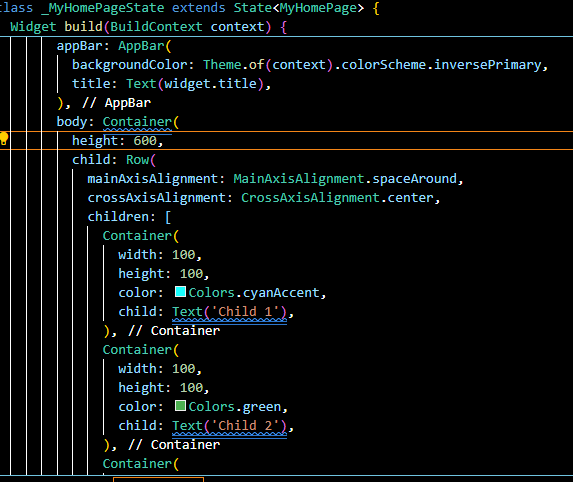 class _MyHomePageState extends State<MyHomePage> {
Widget build(BuildContext context) {
appBar: AppBar(
backgroundColor: Theme.of(context).colorScheme.inversePrimary,
title: Text(widget.title),
), // AppBar
body: Container(
height: 600,
child: Row(
mainAxisAlignment: MainAxisAlignment.spaceAround,
crossAxisAlignment: CrossAxisAlignment.center,
children: [
Container(
width: 100,
height: 100,
color: Colors.cyanAccent,
child: Text('Child 1'),
), // Container
Container(
width: 100,
height: 100,
color: Colors.green,
child: Text('Child 2'),
), // Container
Container(